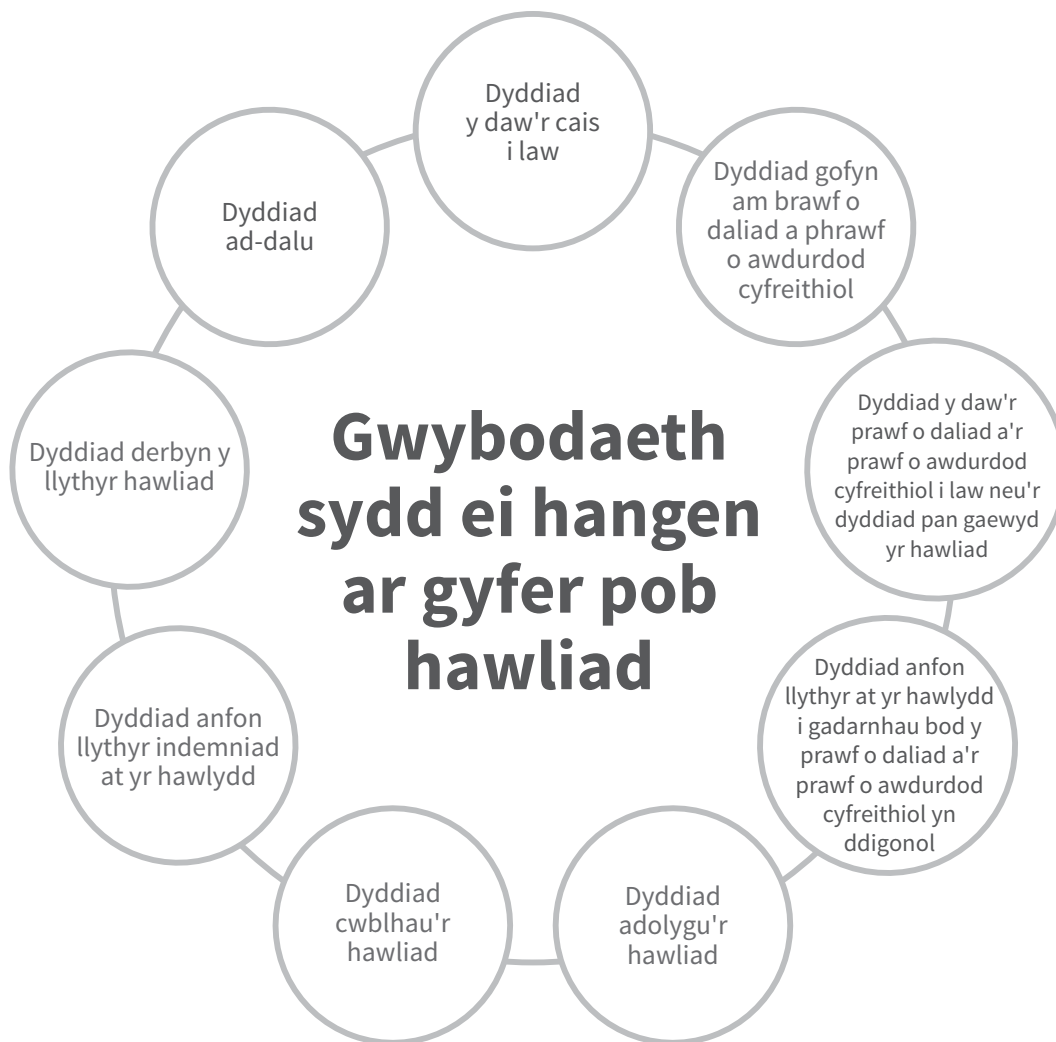 Dyddiad
y daw'r cais
i law
Dyddiad gofyn
am brawf o
daliad a phrawf
o awdurdod
cyfreithiol
Dyddiad y daw'r
prawf o daliad a'r
prawf o awdurdod
cyfreithiol i law neu'r
dyddiad pan gaewyd
yr hawliad
Dyddiad anfon
llythyr at yr hawlydd
i gadarnhau bod y
prawf o daliad a'r
prawf o awdurdod
cyfreithiol yn
ddigonol
Dyddiad
adolygu'r
hawliad
Dyddiad
cwblhau'r
hawliad
Dyddiad anfon
llythyr indemniad
at yr hawlydd
Dyddiad derbyn y
llythyr hawliad
Dyddiad
ad-dalu
Gwybodaeth
sydd ei hangen
ar gyfer pob
hawliad